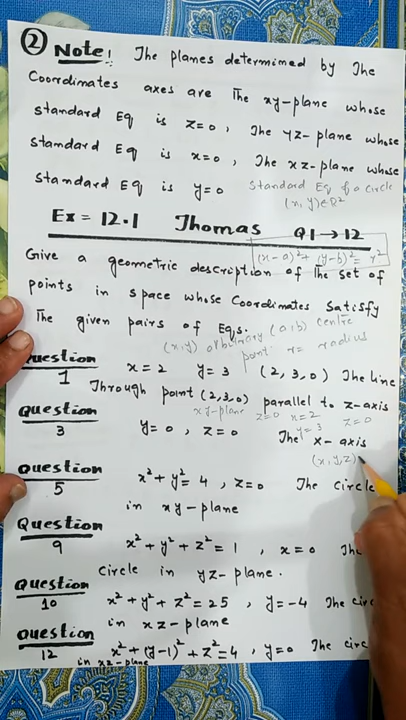 ② Note! The planes determined by The
Coordinates axes are The xy-plane whose
standard Eq is z=0, The yz-plane whose
standard Eq is x=0, The xz-plane whose
standard Eq is y=0 Standard Eq of a circle
(x,y)∈R²
Ex = 12.1 Thomas Q1→12
(x-a)²+(y-b)²=r²
Give a geometric description of The set of
points in space whose Coordinates Satisfy
The given pairs of Eqs. (a,b) centre
(x,y) arbitrary point r= radius
Question 1 x=2 y=3 (2,3,0) The line
Through point (2,3,0) parallel to z-axis
xy-plane z=0 x=2 y=3 z=0
Question 3 y=0, z=0 The x-axis
(x,y,z)
Question 5 x²+y²=4, z=0 The Circle
in xy-plane
Question 9 x²+y²+z²=1, x=0
Circle in yz-plane.
Question 10 x²+y²+z²=25, y=-4 The
in xz-plane
Question 12 x²+(y-1)²+z²=4, y=0 The
in xz-plane